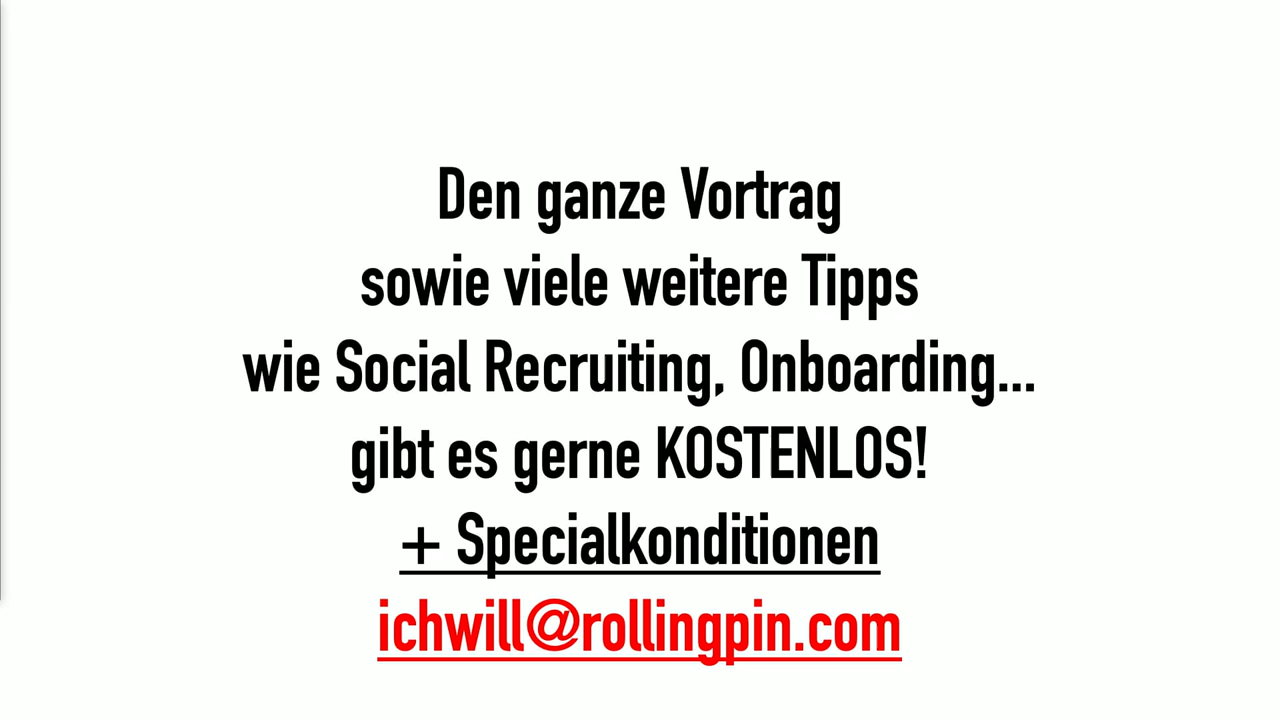 Den ganze Vortrag
sowie viele weitere Tipps
wie Social Recruiting, Onboarding...
gibt es gerne KOSTENLOS!
+ Specialkonditionen
ichwill@rollingpin.com